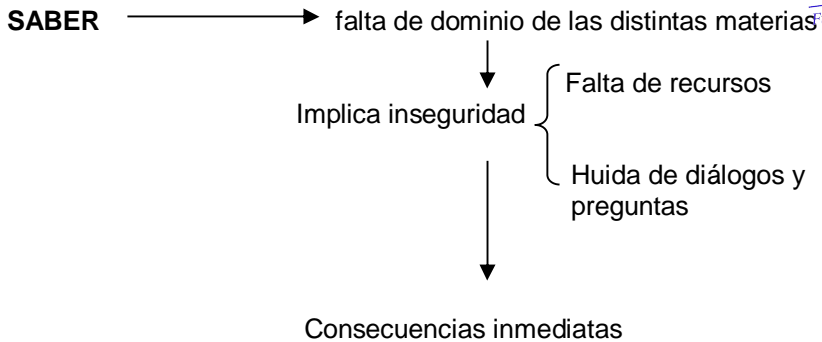 SABER falta de dominio de las distintas materias
Implica inseguridad
Falta de recursos
Huida de diálogos y
preguntas
Consecuencias inmediatas